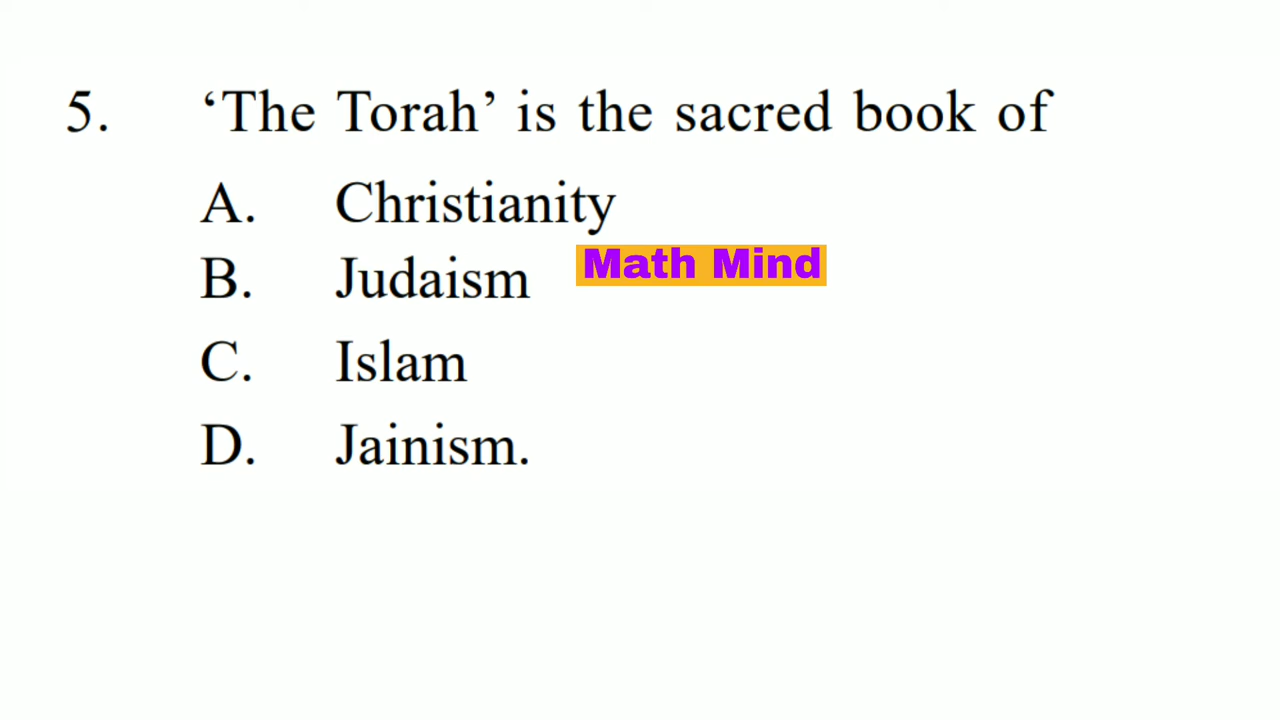 5. ‘The Torah’ is the sacred book of
A. Christianity
B. Judaism
Math Mind
C. Islam
D. Jainism.